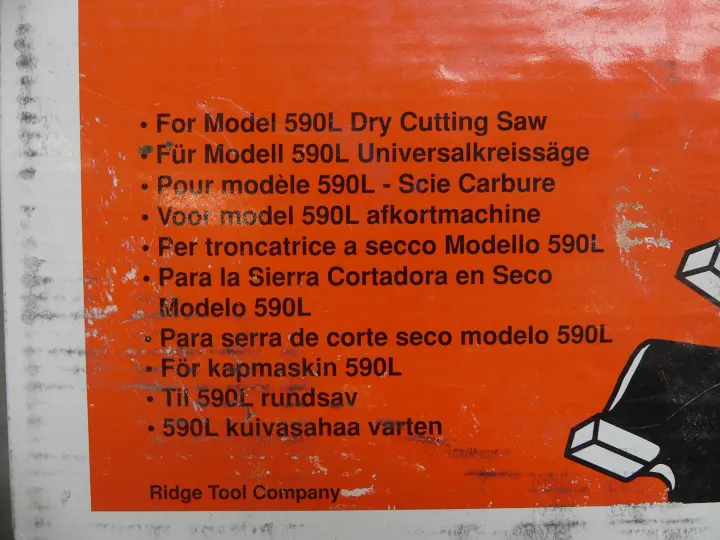 • For Model 590L Dry Cutting Saw
• Für Modell 590L Universalkreissäge
• Pour modèle 590L - Scie Carbure
• Voor model 590L afkortmachine
• Per troncatrice a secco Modello 590L
• Para la Sierra Cortadora en Seco
Modelo 590L
• Para serra de corte seco modelo 590L
• För kapmaskin 590L
• Til 590L rundsav
• 590L kuivasahaa varten
Ridge Tool Company